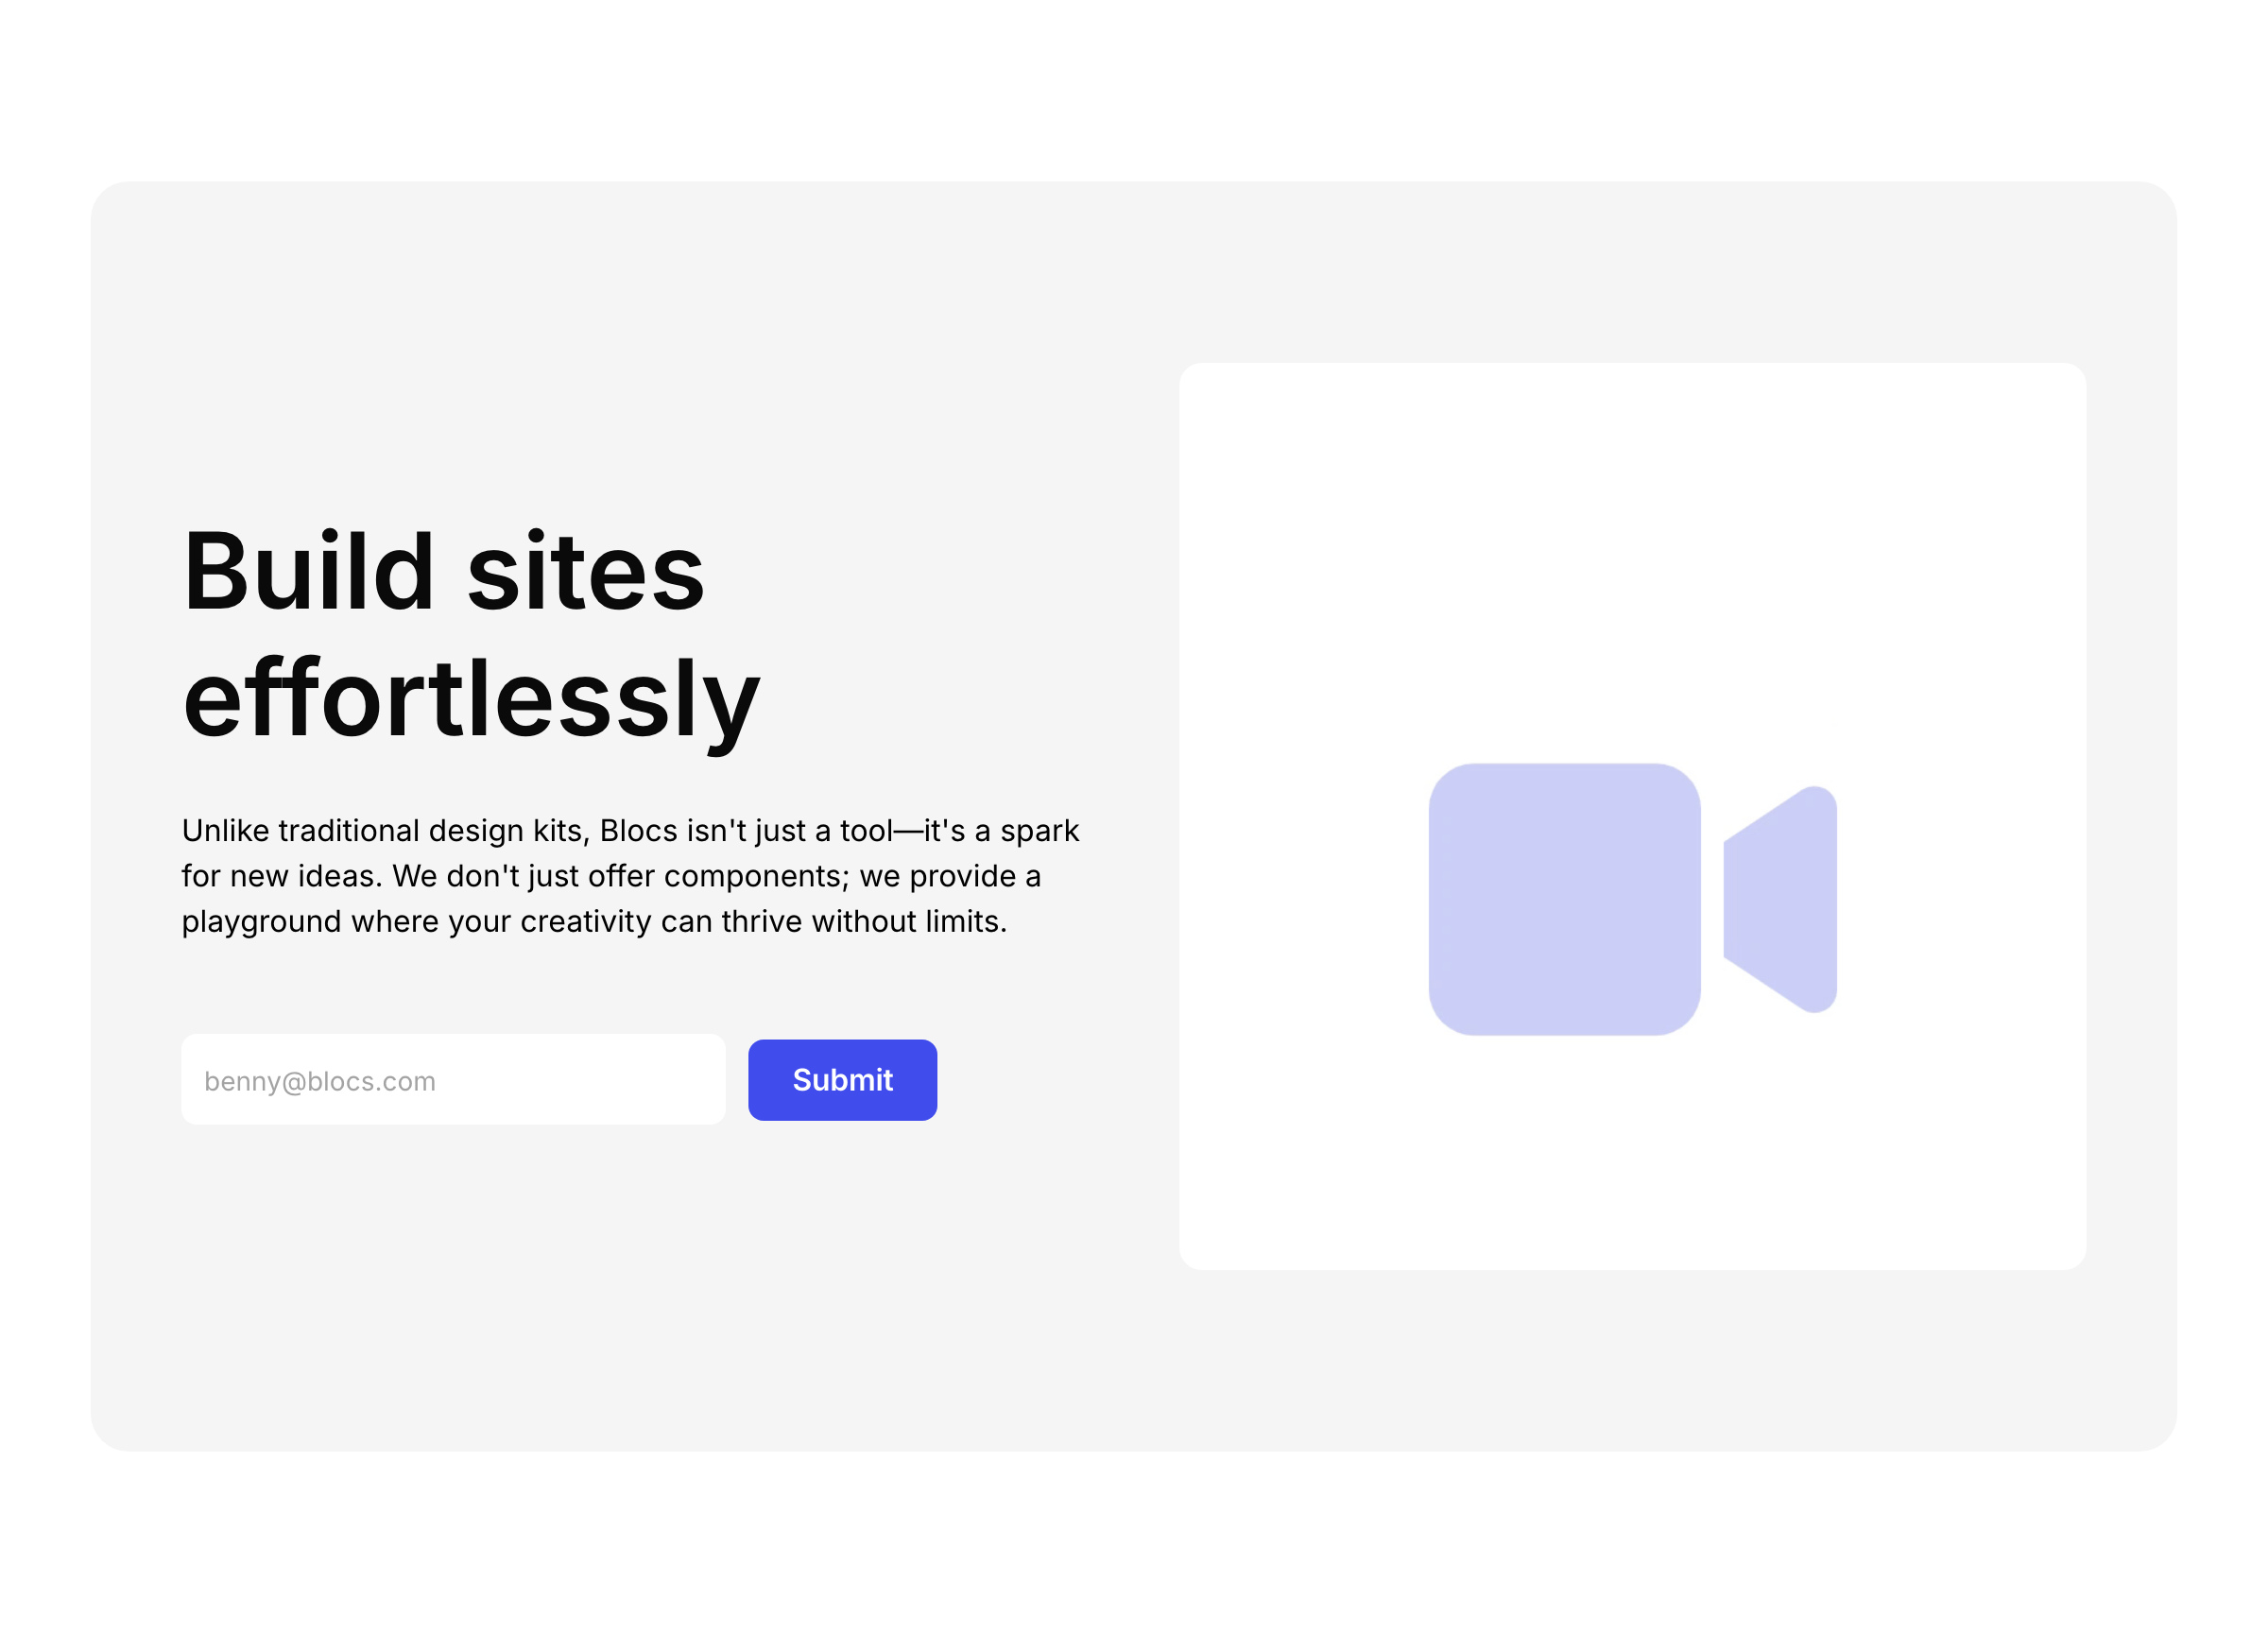 Build sites
effortlessly
Unlike traditional design kits, Blocs isn't just a tool—it's a spark
for new ideas. We don't just offer components; we provide a
playground where your creativity can thrive without limits.
benny@blocs.com
Submit